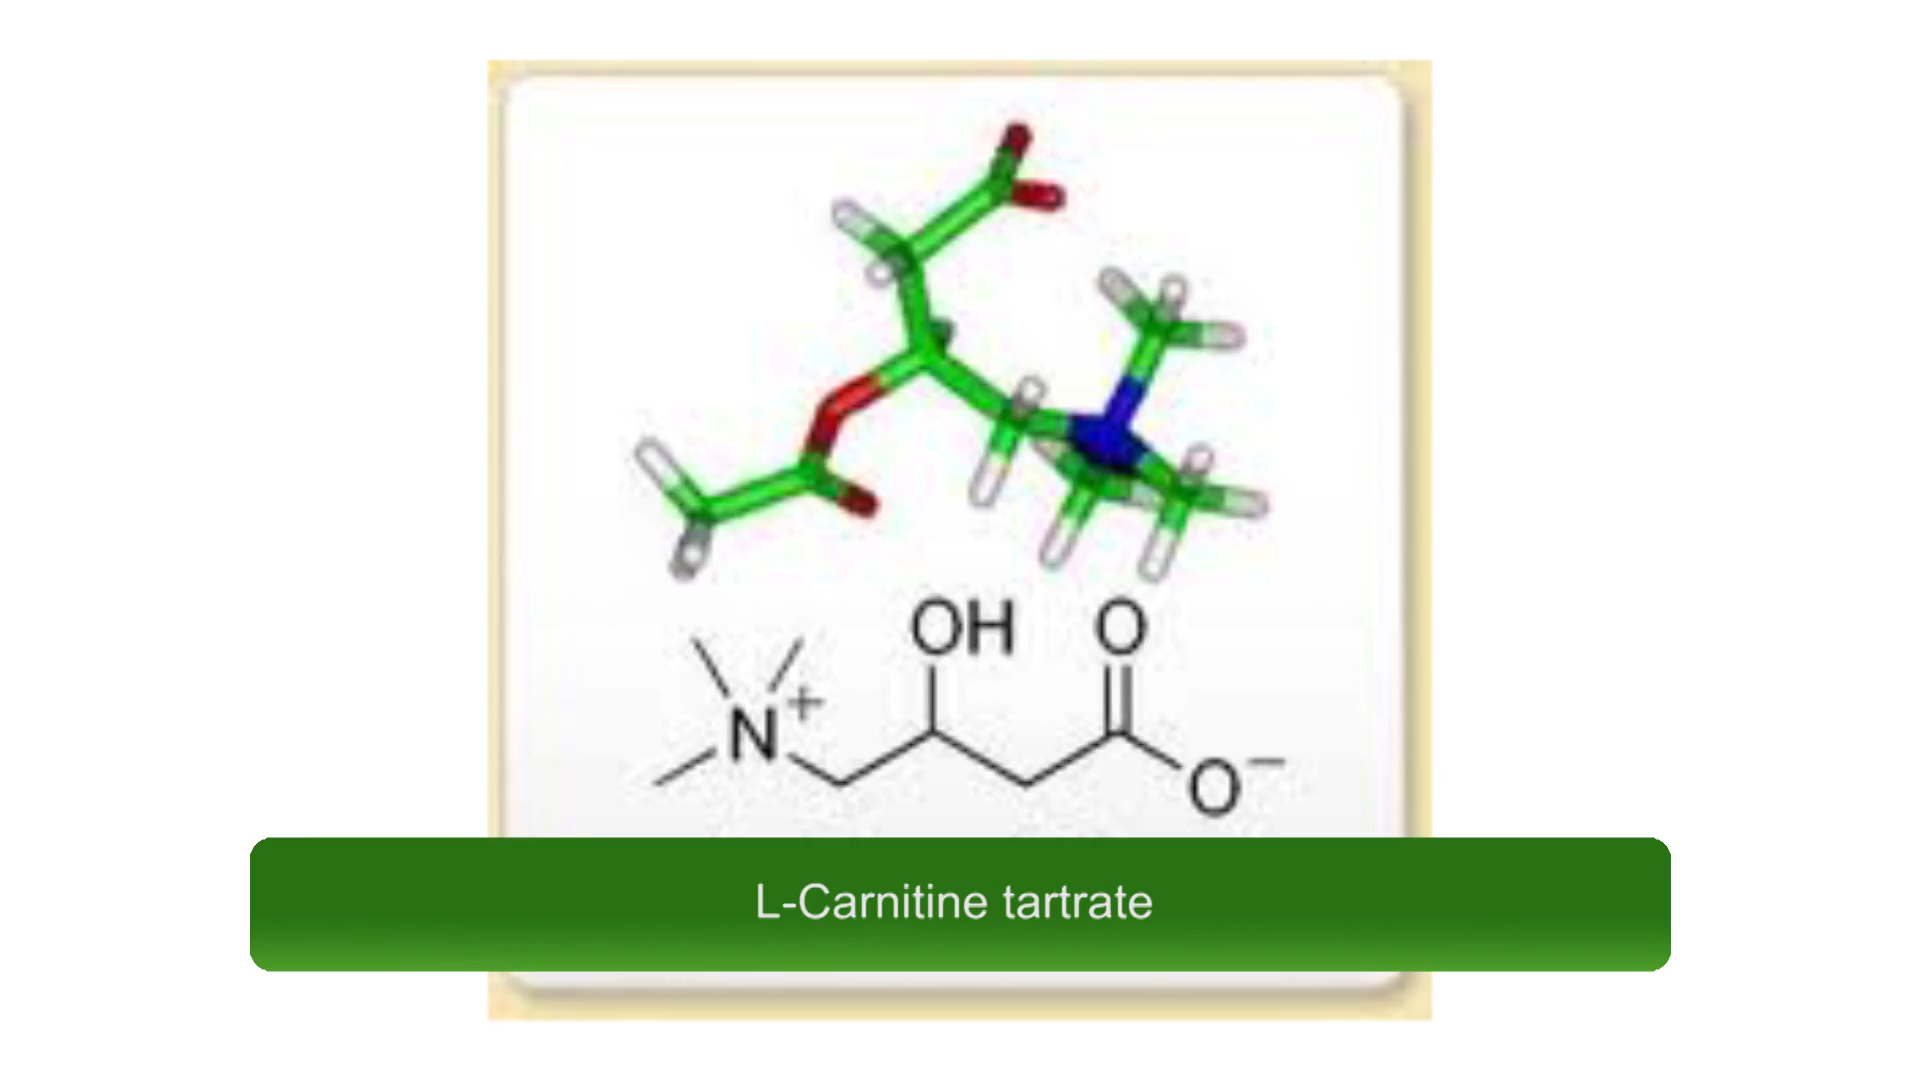 OH O
N+
O−
L-Carnitine tartrate